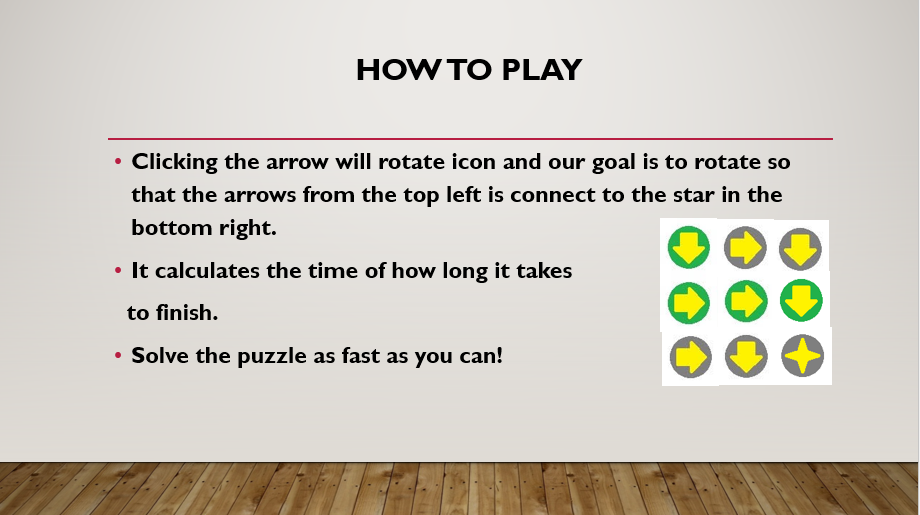 HOW TO PLAY
• Clicking the arrow will rotate icon and our goal is to rotate so
that the arrows from the top left is connect to the star in the
bottom right.
• It calculates the time of how long it takes
to finish.
• Solve the puzzle as fast as you can!